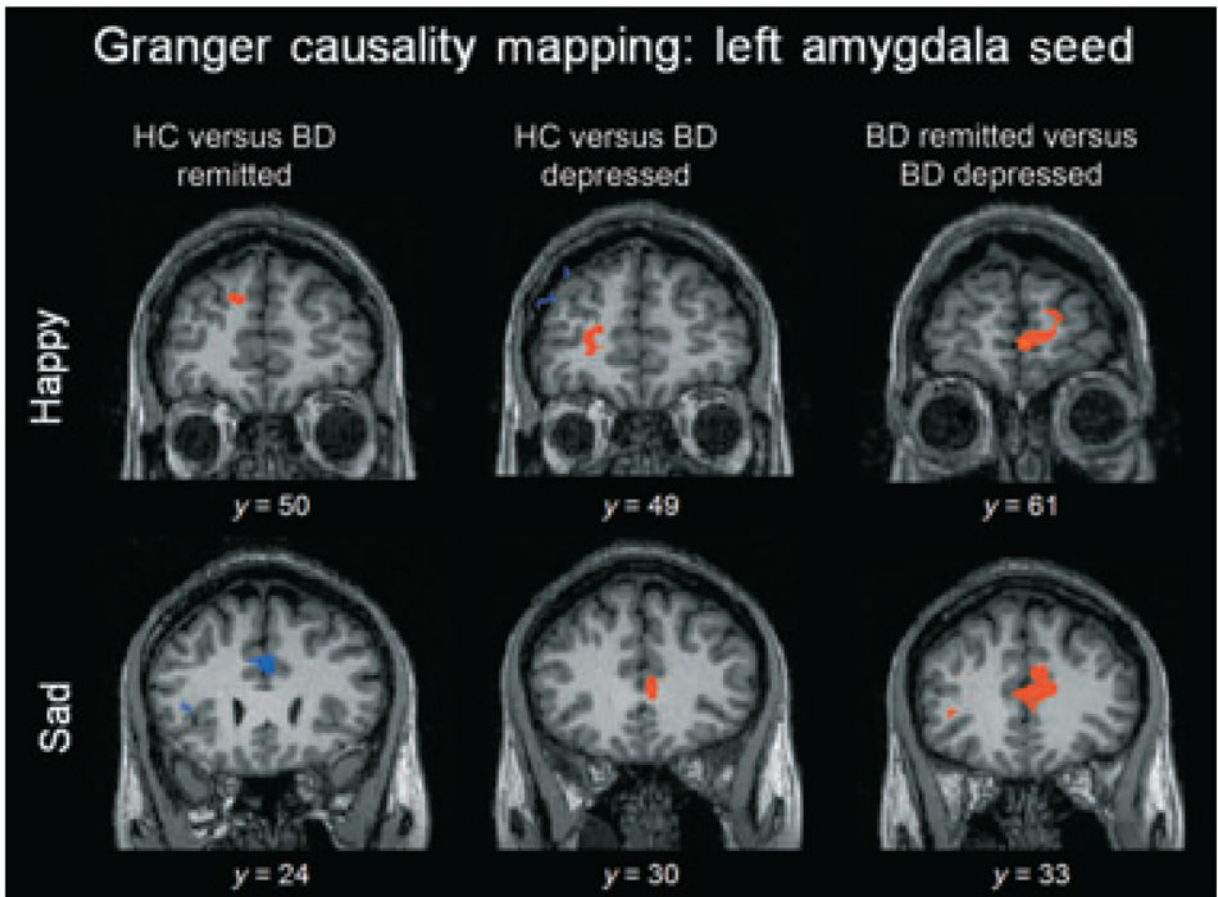 Granger causality mapping: left amygdala seed
HC versus BD
remitted
HC versus BD
depressed
BD remitted versus
BD depressed
Happy
y = 50
y = 49
y = 61
Sad
y = 24
y = 30
y = 33